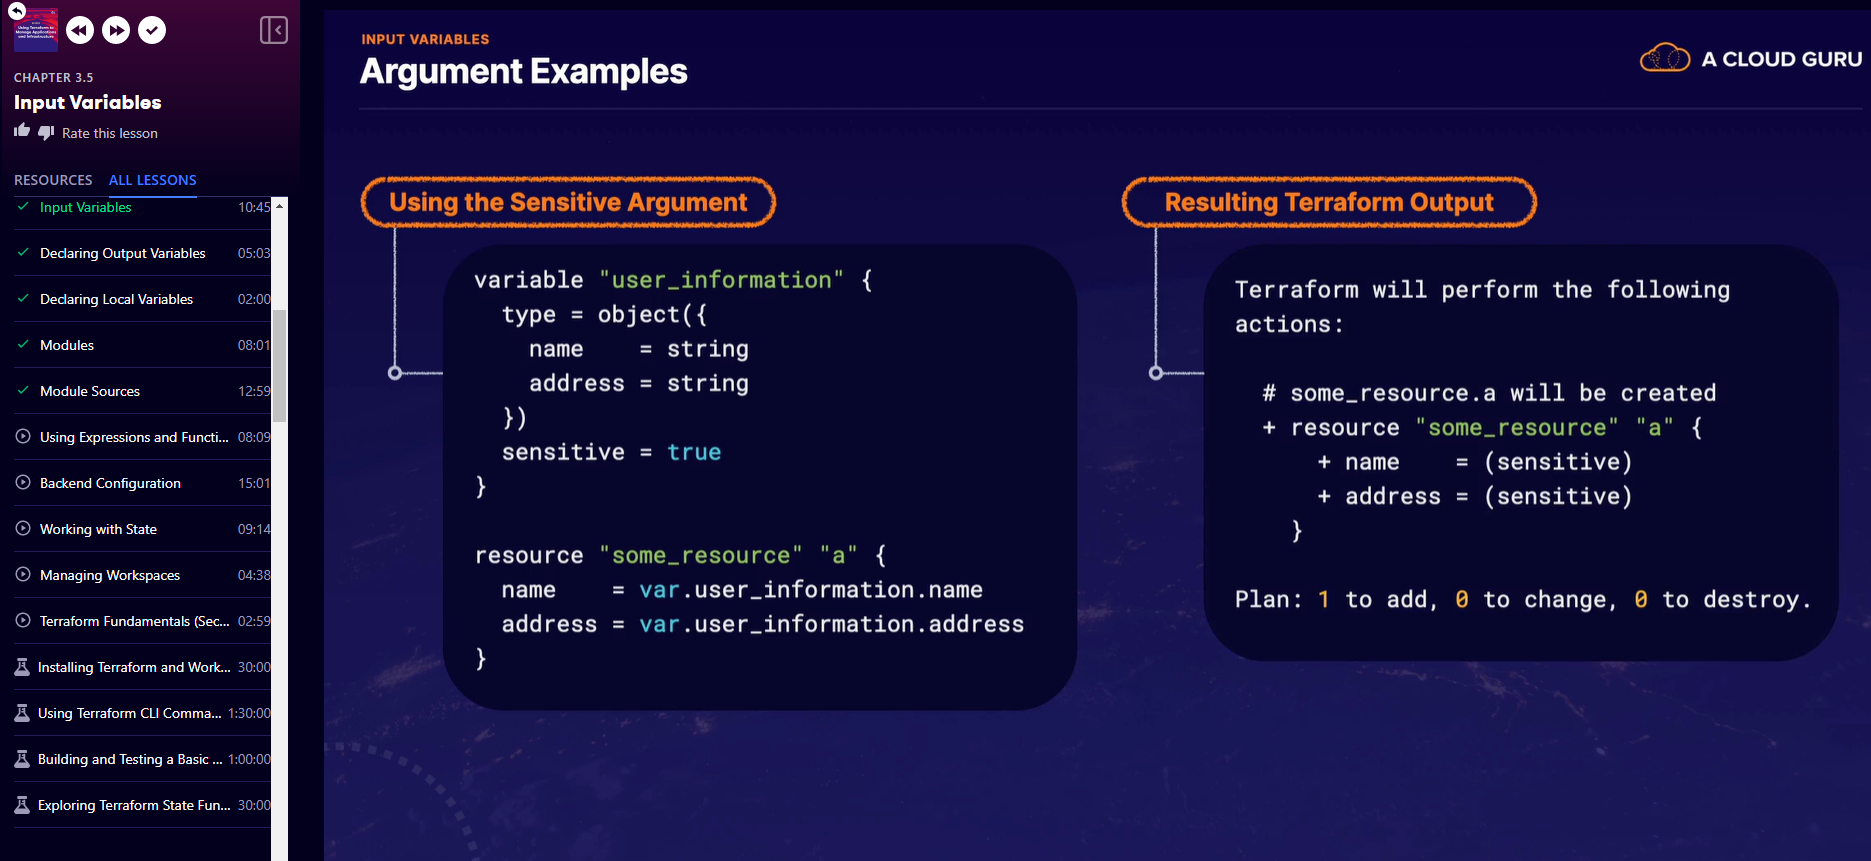 Using Terraform to
Manage Applications
and Infrastructure
CHAPTER 3.5
Input Variables
Rate this lesson
RESOURCES ALL LESSONS
Input Variables 10:45
Declaring Output Variables 05:03
Declaring Local Variables 02:00
Modules 08:01
Module Sources 12:59
Using Expressions and Functi... 08:09
Backend Configuration 15:01
Working with State 09:14
Managing Workspaces 04:38
Terraform Fundamentals (Sec... 02:59
Installing Terraform and Work... 30:00
Using Terraform CLI Comma... 1:30:00
Building and Testing a Basic ... 1:00:00
Exploring Terraform State Fun... 30:00
INPUT VARIABLES
Argument Examples
A CLOUD GURU
Using the Sensitive Argument
variable "user_information" {
  type = object({
    name    = string
    address = string
  })
  sensitive = true
}
resource "some_resource" "a" {
  name    = var.user_information.name
  address = var.user_information.address
}
Resulting Terraform Output
Terraform will perform the following
actions:
  # some_resource.a will be created
  + resource "some_resource" "a" {
      + name    = (sensitive)
      + address = (sensitive)
    }
Plan: 1 to add, 0 to change, 0 to destroy.